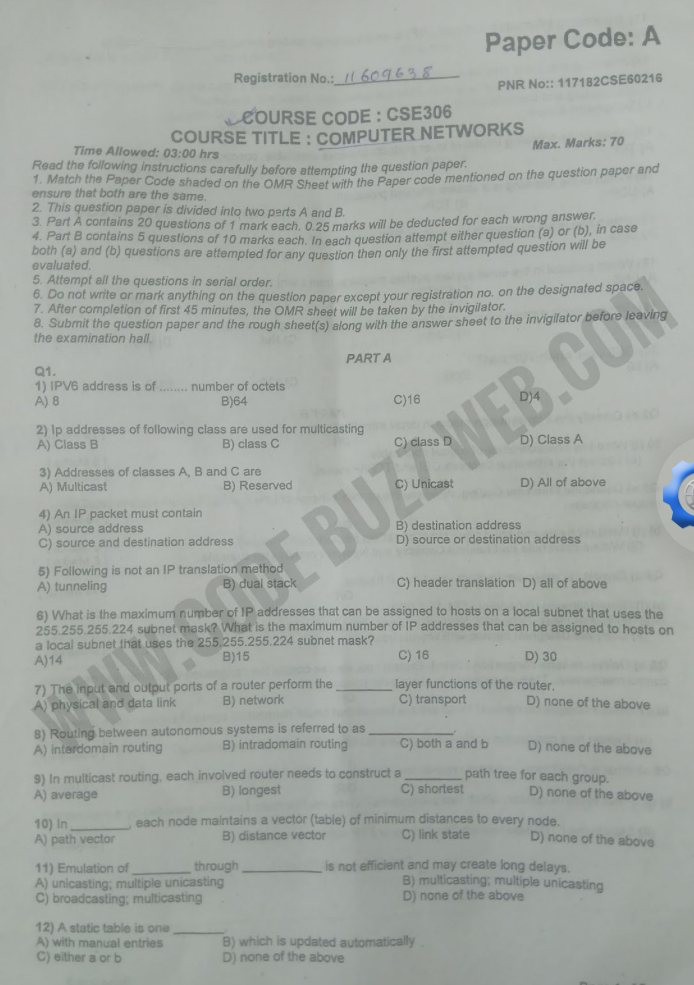 Paper Code: A
Registration No.: 11609638
PNR No:: 117182CSE60216
COURSE CODE : CSE306
COURSE TITLE : COMPUTER NETWORKS
Time Allowed: 03:00 hrs
Max. Marks: 70
Read the following instructions carefully before attempting the question paper.
1. Match the Paper Code shaded on the OMR Sheet with the Paper code mentioned on the question paper and
ensure that both are the same.
2. This question paper is divided into two parts A and B.
3. Part A contains 20 questions of 1 mark each. 0.25 marks will be deducted for each wrong answer.
4. Part B contains 5 questions of 10 marks each. In each question attempt either question (a) or (b), in case
both (a) and (b) questions are attempted for any question then only the first attempted question will be
evaluated.
5. Attempt all the questions in serial order.
6. Do not write or mark anything on the question paper except your registration no. on the designated space.
7. After completion of first 45 minutes, the OMR sheet will be taken by the invigilator.
8. Submit the question paper and the rough sheet(s) along with the answer sheet to the invigilator before leaving
the examination hall.
PART A
Q1.
1) IPV6 address is of ........ number of octets
A) 8 B)64 C)16 D)4
2) Ip addresses of following class are used for multicasting
A) Class B B) class C C) class D D) Class A
3) Addresses of classes A, B and C are
A) Multicast B) Reserved C) Unicast D) All of above
4) An IP packet must contain
A) source address B) destination address
C) source and destination address D) source or destination address
5) Following is not an IP translation method
A) tunneling B) dual stack C) header translation D) all of above
6) What is the maximum number of IP addresses that can be assigned to hosts on a local subnet that uses the
255.255.255.224 subnet mask? What is the maximum number of IP addresses that can be assigned to hosts on
a local subnet that uses the 255.255.255.224 subnet mask?
A)14 B)15 C) 16 D) 30
7) The input and output ports of a router perform the ________ layer functions of the router.
A) physical and data link B) network C) transport D) none of the above
8) Routing between autonomous systems is referred to as ____________.
A) interdomain routing B) intradomain routing C) both a and b D) none of the above
9) In multicast routing, each involved router needs to construct a ________ path tree for each group.
A) average B) longest C) shortest D) none of the above
10) In ________, each node maintains a vector (table) of minimum distances to every node.
A) path vector B) distance vector C) link state D) none of the above
11) Emulation of ________ through ___________ is not efficient and may create long delays.
A) unicasting; multiple unicasting B) multicasting; multiple unicasting
C) broadcasting; multicasting D) none of the above
12) A static table is one _______.
A) with manual entries B) which is updated automatically
C) either a or b D) none of the above
WWW.CODE BUZZ WEB.COM